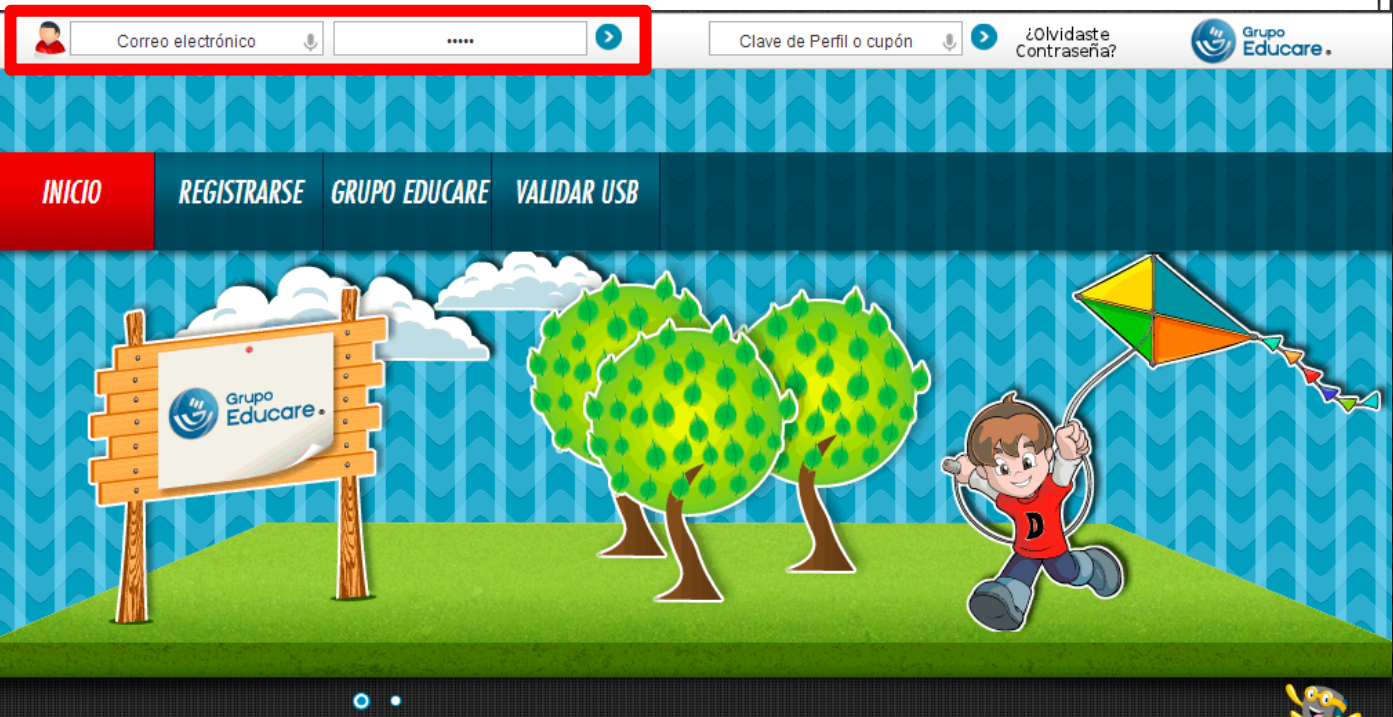 Correo electrónico
•••••
Clave de Perfil o cupón
¿Olvidaste
Contraseña?
Grupo
Educare.
INICIO
REGISTRARSE
GRUPO EDUCARE
VALIDAR USB
Grupo
Educare.
D